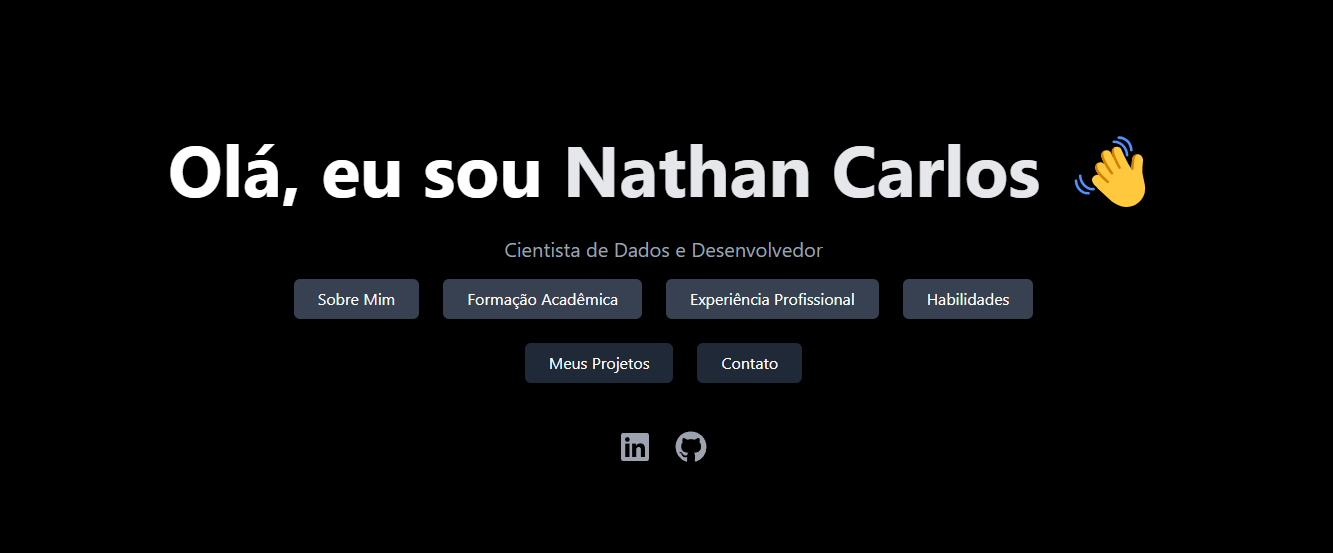 Olá, eu sou Nathan Carlos 👋
Cientista de Dados e Desenvolvedor
Sobre Mim Formação Acadêmica Experiência Profissional Habilidades
Meus Projetos Contato
in